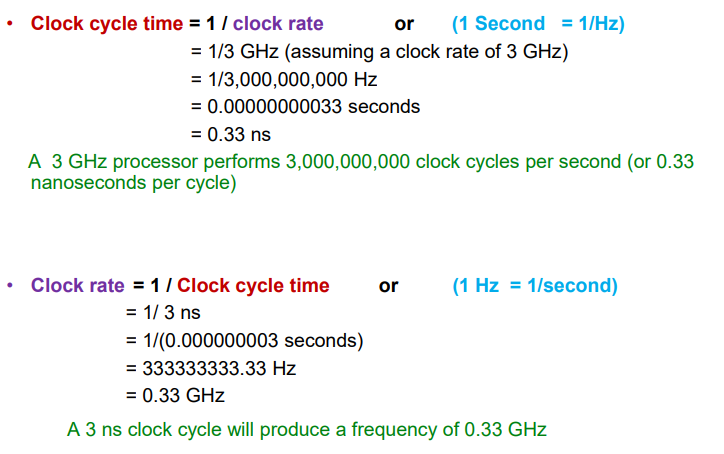 • Clock cycle time = 1 / clock rate or (1 Second = 1/Hz)
= 1/3 GHz (assuming a clock rate of 3 GHz)
= 1/3,000,000,000 Hz
= 0.00000000033 seconds
= 0.33 ns
A 3 GHz processor performs 3,000,000,000 clock cycles per second (or 0.33
nanoseconds per cycle)
• Clock rate = 1 / Clock cycle time or (1 Hz = 1/second)
= 1/ 3 ns
= 1/(0.000000003 seconds)
= 333333333.33 Hz
= 0.33 GHz
A 3 ns clock cycle will produce a frequency of 0.33 GHz